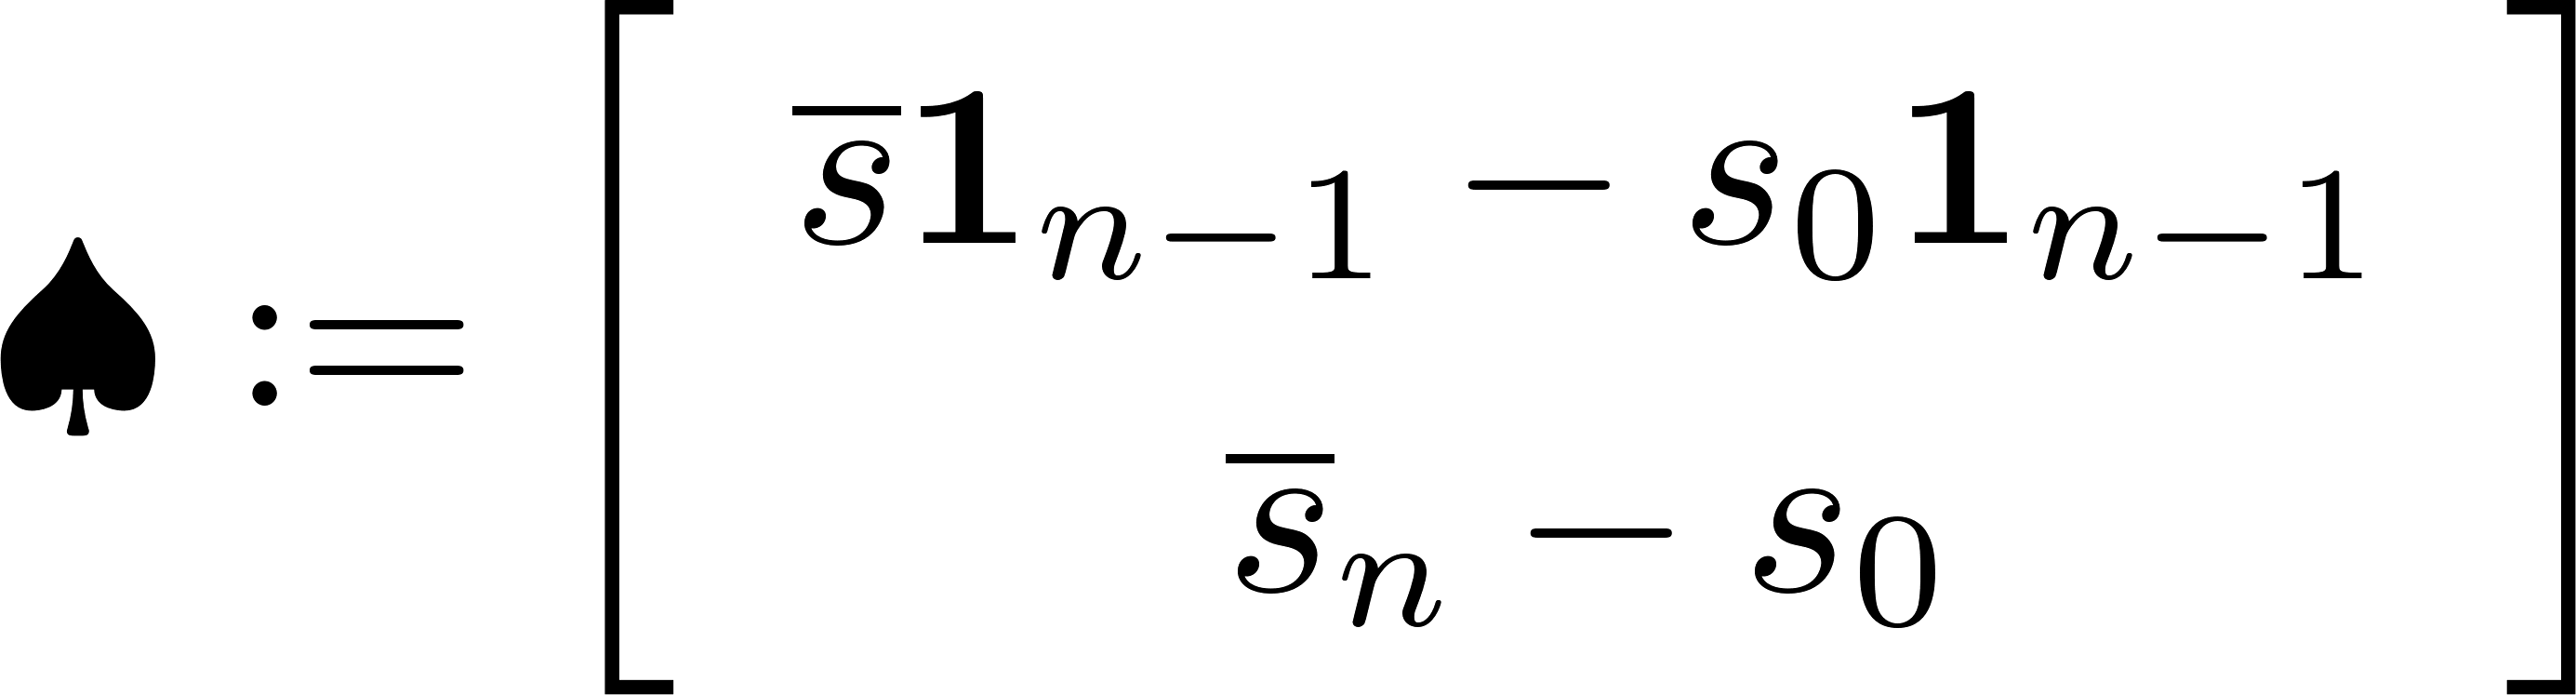 ♠ := [ s̅𝟏ₙ₋₁ − s₀𝟏ₙ₋₁
s̅ₙ − s₀ ]